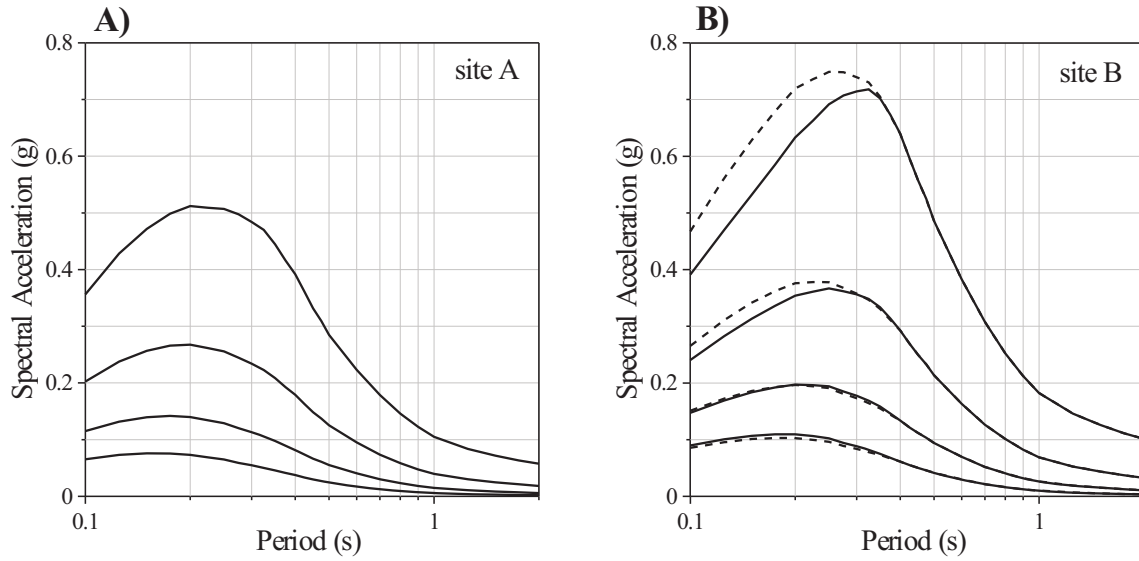 A)
site A
0.8
0.6
0.4
0.2
0
0.1
1
Spectral Acceleration (g)
Period (s)
B)
site B
0.8
0.6
0.4
0.2
0
0.1
1
Spectral Acceleration (g)
Period (s)